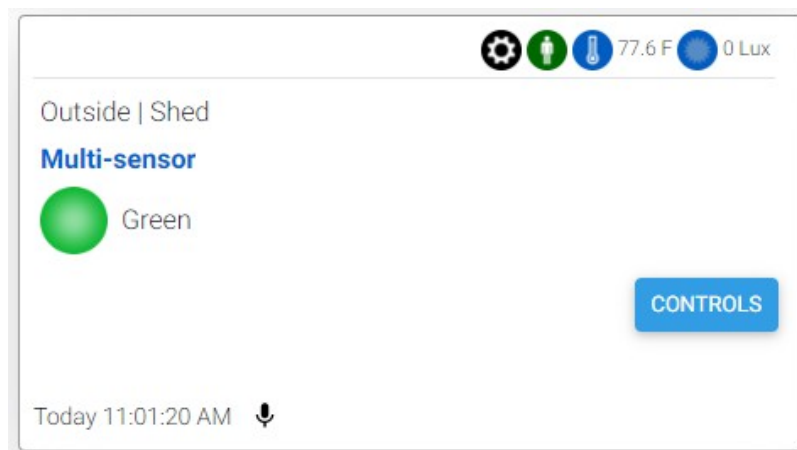 77.6 F 0 Lux
Outside | Shed
Multi-sensor
Green
CONTROLS
Today 11:01:20 AM